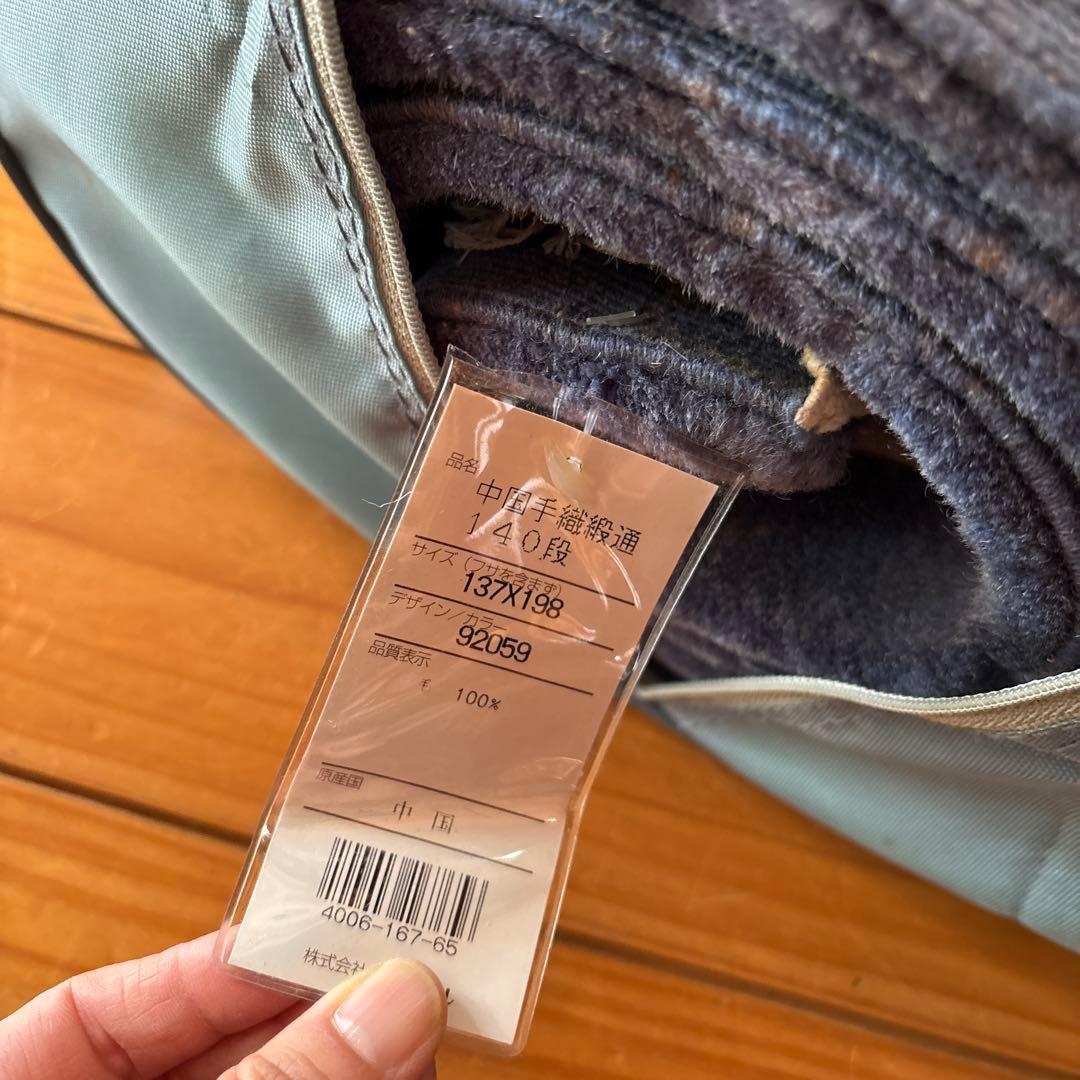 品名
中国手織緞通
140段
サイズ(フサを含まず)
137X198
デザイン/カラー
92059
品質表示
毛 100%
原産国
中国
4006-167-65
株式会社